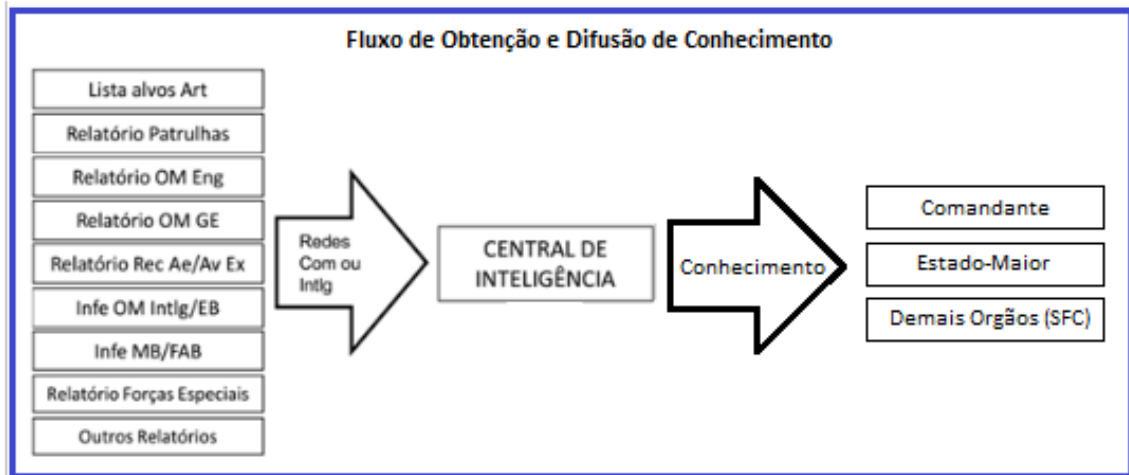 Fluxo de Obtenção e Difusão de Conhecimento
Lista alvos Art
Relatório Patrulhas
Relatório OM Eng
Relatório OM GE
Relatório Rec Ae/Av Ex
Infe OM Intlg/EB
Infe MB/FAB
Relatório Forças Especiais
Outros Relatórios
Redes
Com ou
Intlg
CENTRAL DE
INTELIGÊNCIA
Conhecimento
Comandante
Estado-Maior
Demais Orgãos (SFC)